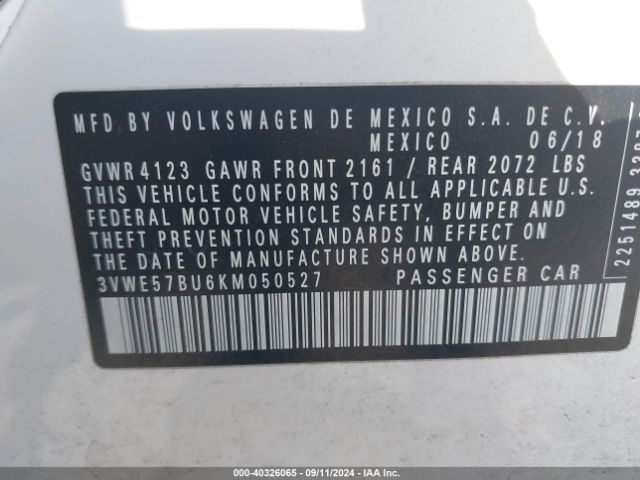 MFD BY VOLKSWAGEN DE MEXICO S.A. DE C.V.
MEXICO 06/18
GVWR 4123 GAWR FRONT 2161 / REAR 2072 LBS
THIS VEHICLE CONFORMS TO ALL APPLICABLE U.S.
FEDERAL MOTOR VEHICLE SAFETY, BUMPER AND
THEFT PREVENTION STANDARDS IN EFFECT ON
THE DATE OF MANUFACTURE SHOWN ABOVE.
3VWE57BU6KM050527 PASSENGER CAR
2251489
000-40326065 - 09/11/2024 - IAA, Inc.